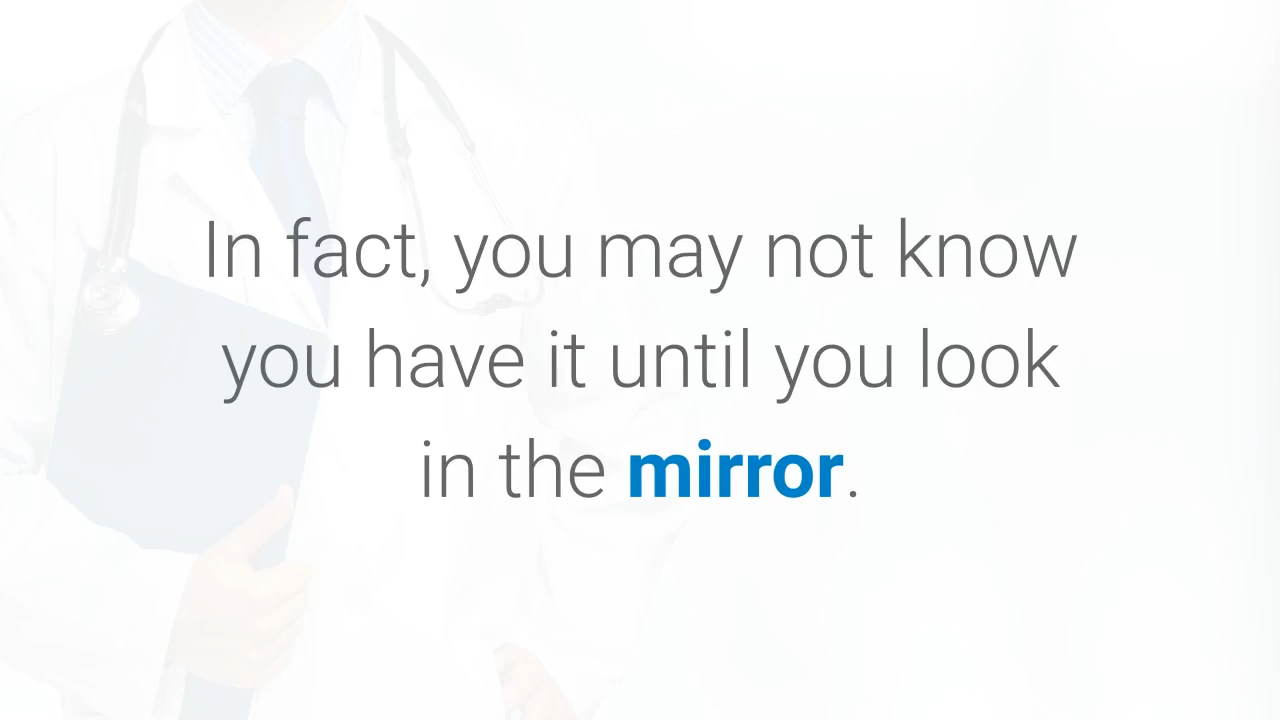 In fact, you may not know
you have it until you look
in the mirror.